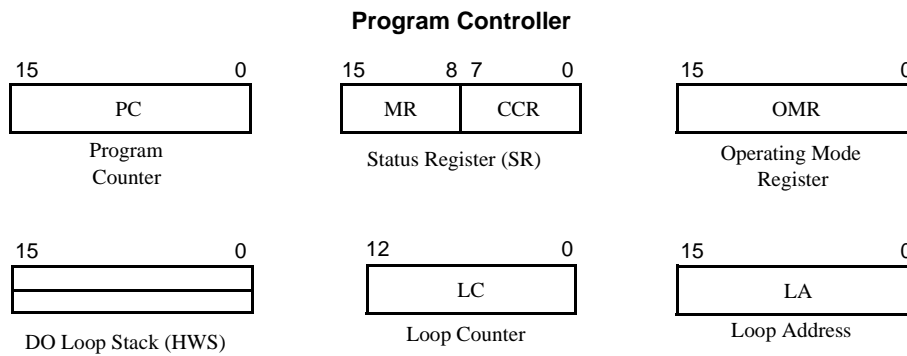 Program Controller
15 0
PC
Program
Counter
15 8 7 0
MR CCR
Status Register (SR)
15 0
OMR
Operating Mode
Register
15 0
DO Loop Stack (HWS)
12 0
LC
Loop Counter
15 0
LA
Loop Address